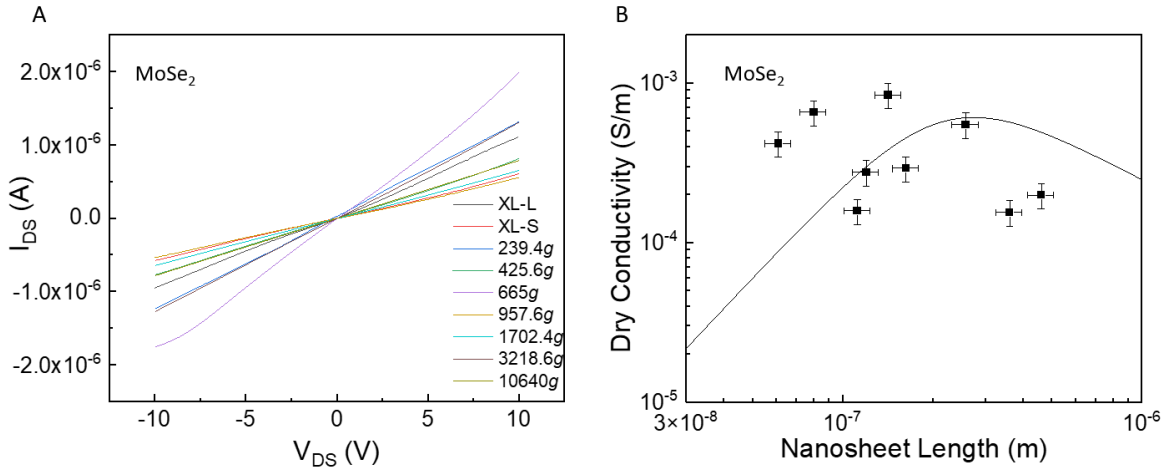 A
MoSe₂
2.0x10⁻⁶
1.0x10⁻⁶
0.0
-1.0x10⁻⁶
-2.0x10⁻⁶
I_DS (A)
-10
-5
0
5
10
V_DS (V)
XL-L
XL-S
239.4g
425.6g
665g
957.6g
1702.4g
3218.6g
10640g
B
MoSe₂
10⁻³
10⁻⁴
10⁻⁵
Dry Conductivity (S/m)
3×10⁻⁸
10⁻⁷
10⁻⁶
Nanosheet Length (m)